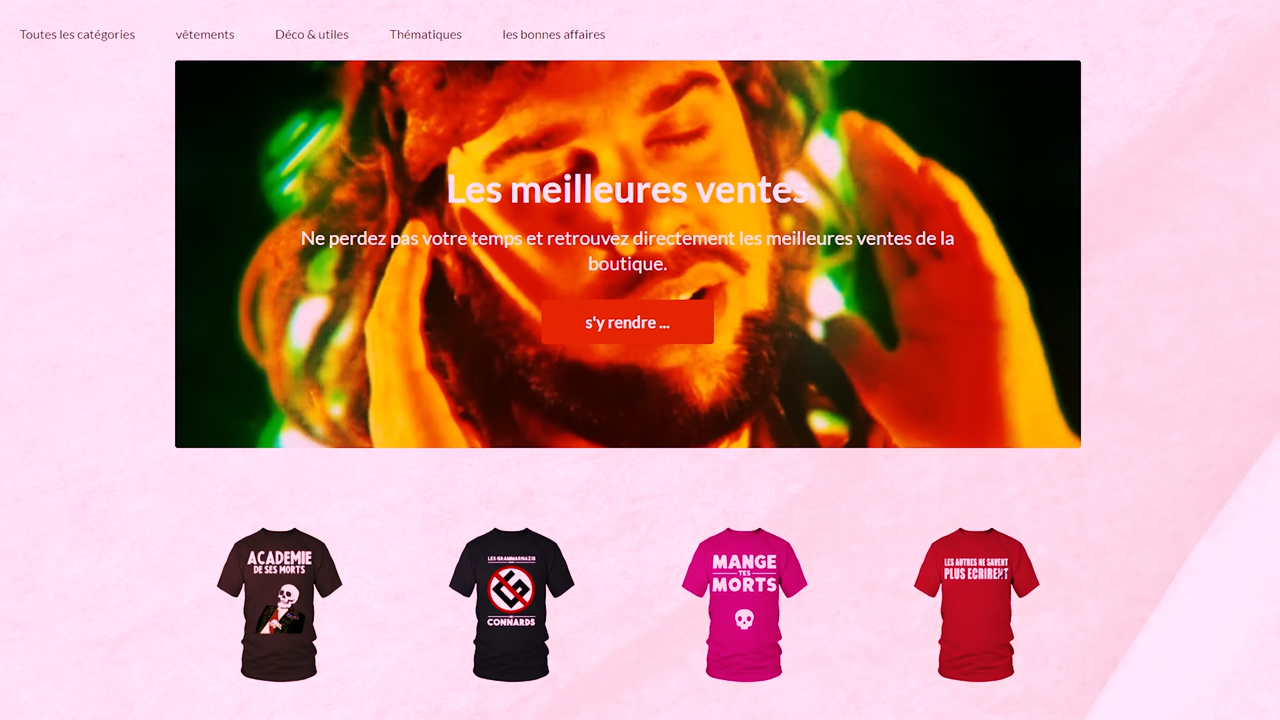 Toutes les catégories
vêtements
Déco & utiles
Thématiques
les bonnes affaires
Les meilleures ventes
Ne perdez pas votre temps et retrouvez directement les meilleures ventes de la
boutique.
s'y rendre ...
ACADEMIE
DE SES MORTS
LES GRAMMARNAZIS
CONNARDS
MANGE
TES
MORTS
LES AUTRES NE SAVENT
PLUS ECRIRENT